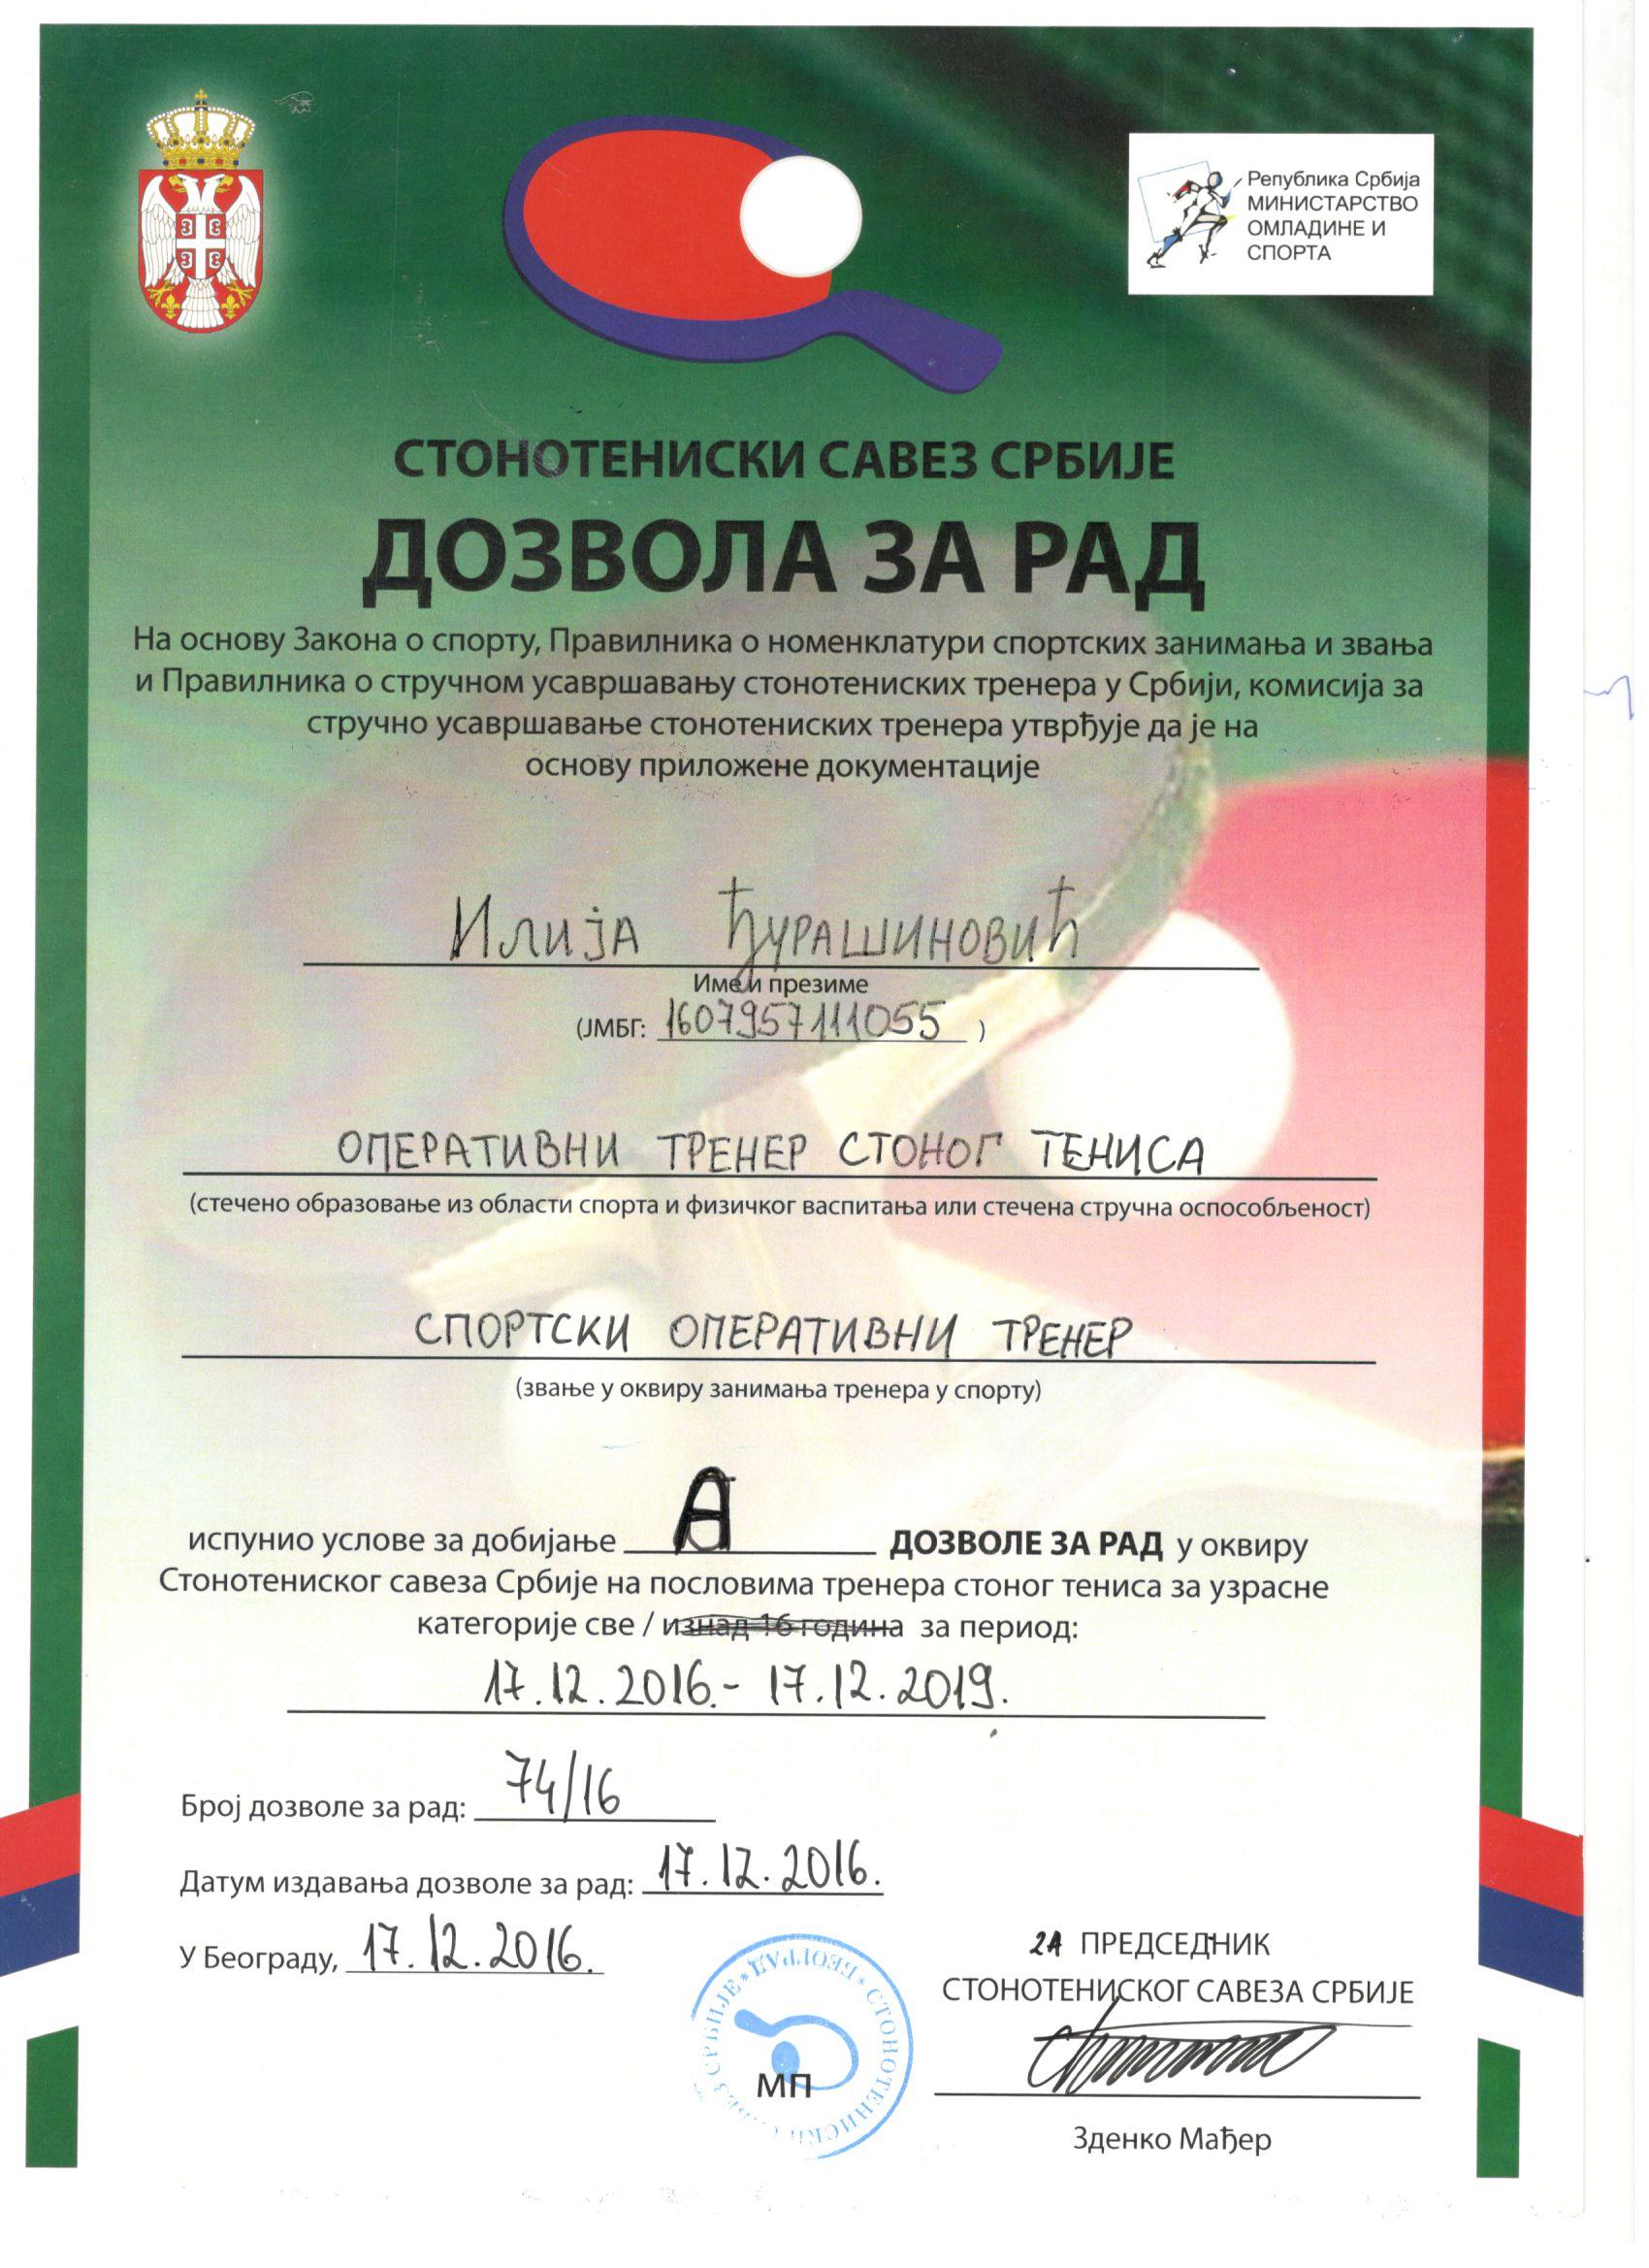 Република Србија
МИНИСТАРСТВО
ОМЛАДИНЕ И
СПОРТА
СТОНОТЕНИСКИ САВЕЗ СРБИЈЕ
ДОЗВОЛА ЗА РАД
На основу Закона о спорту, Правилника о номенклатури спортских занимања и звања
и Правилника о стручном усавршавању стонотениских тренера у Србији, комисија за
стручно усавршавање стонотениских тренера утврђује да је на
основу приложене документације
Илија Ђурашиновић
Име и презиме
(ЈМБГ: 1607957111055 )
ОПЕРАТИВНИ ТРЕНЕР СТОНОГ ТЕНИСА
(стечено образовање из области спорта и физичког васпитања или стечена стручна оспособљеност)
СПОРТСКИ ОПЕРАТИВНИ ТРЕНЕР
(звање у оквиру занимања тренера у спорту)
испунио услове за добијање А ДОЗВОЛЕ ЗА РАД у оквиру
Стонотениског савеза Србије на пословима тренера стоног тениса за узрасне
категорије све / изнад 16 година за период:
17.12.2016.- 17.12.2019.
Број дозволе за рад: 74/16
Датум издавања дозволе за рад: 17.12.2016.
У Београду, 17.12.2016.
ЗА ПРЕДСЕДНИК
СТОНОТЕНИСКОГ САВЕЗА СРБИЈЕ
СТОНОТЕНИСКИ САВЕЗ СРБИЈЕ * БЕОГРАД *
МП
Зденко Мађер